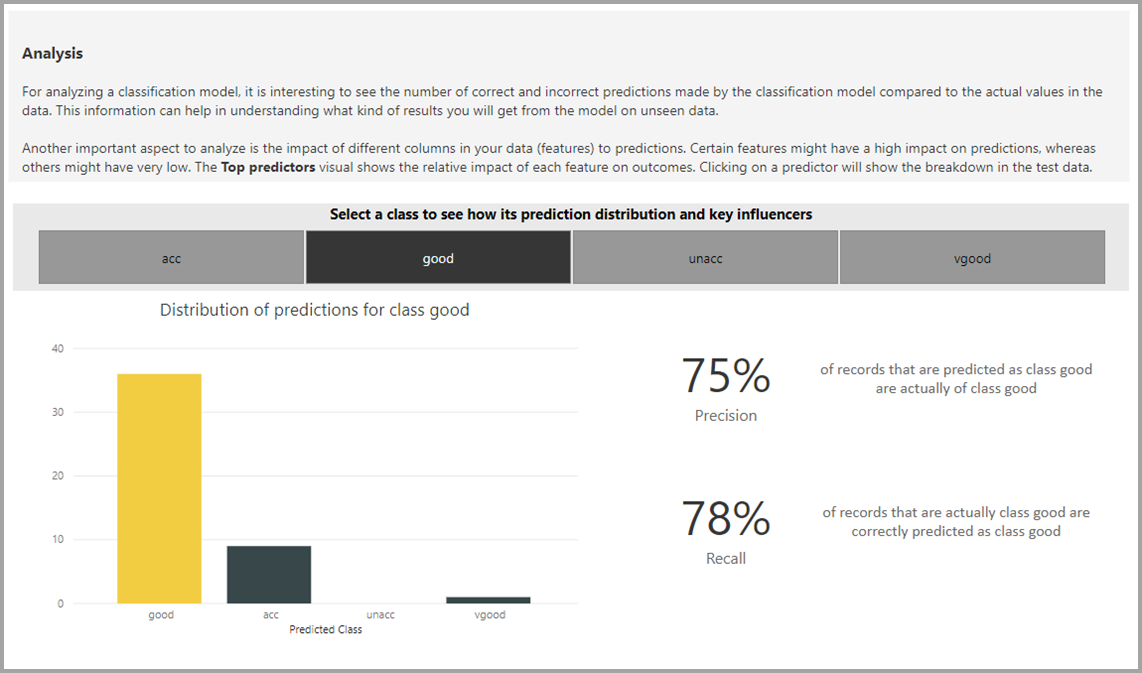 Analysis
For analyzing a classification model, it is interesting to see the number of correct and incorrect predictions made by the classification model compared to the actual values in the
data. This information can help in understanding what kind of results you will get from the model on unseen data.
Another important aspect to analyze is the impact of different columns in your data (features) to predictions. Certain features might have a high impact on predictions, whereas
others might have very low. The Top predictors visual shows the relative impact of each feature on outcomes. Clicking on a predictor will show the breakdown in the test data.
Select a class to see how its prediction distribution and key influencers
acc
good
unacc
vgood
Distribution of predictions for class good
40
30
20
10
0
good
acc
unacc
vgood
Predicted Class
75%
Precision
of records that are predicted as class good
are actually of class good
78%
Recall
of records that are actually class good are
correctly predicted as class good